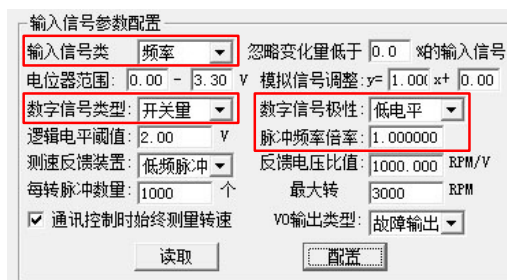 输入信号参数配置
输入信号类 频率 忽略变化量低于 0.0 %的输入信号
电位器范围: 0.00 - 3.30 V 模拟信号调整:y= 1.00( x+ 0.00
数字信号类型: 开关量 数字信号极性: 低电平
逻辑电平阈值: 2.00 V 脉冲频率倍率: 1.000000
测速反馈装置: 低频脉冲 反馈电压比值: 1000.000 RPM/V
每转脉冲数量: 1000 个 最大转 3000 RPM
通讯控制时始终测量转速 VO输出类型: 故障输出
读取 配置